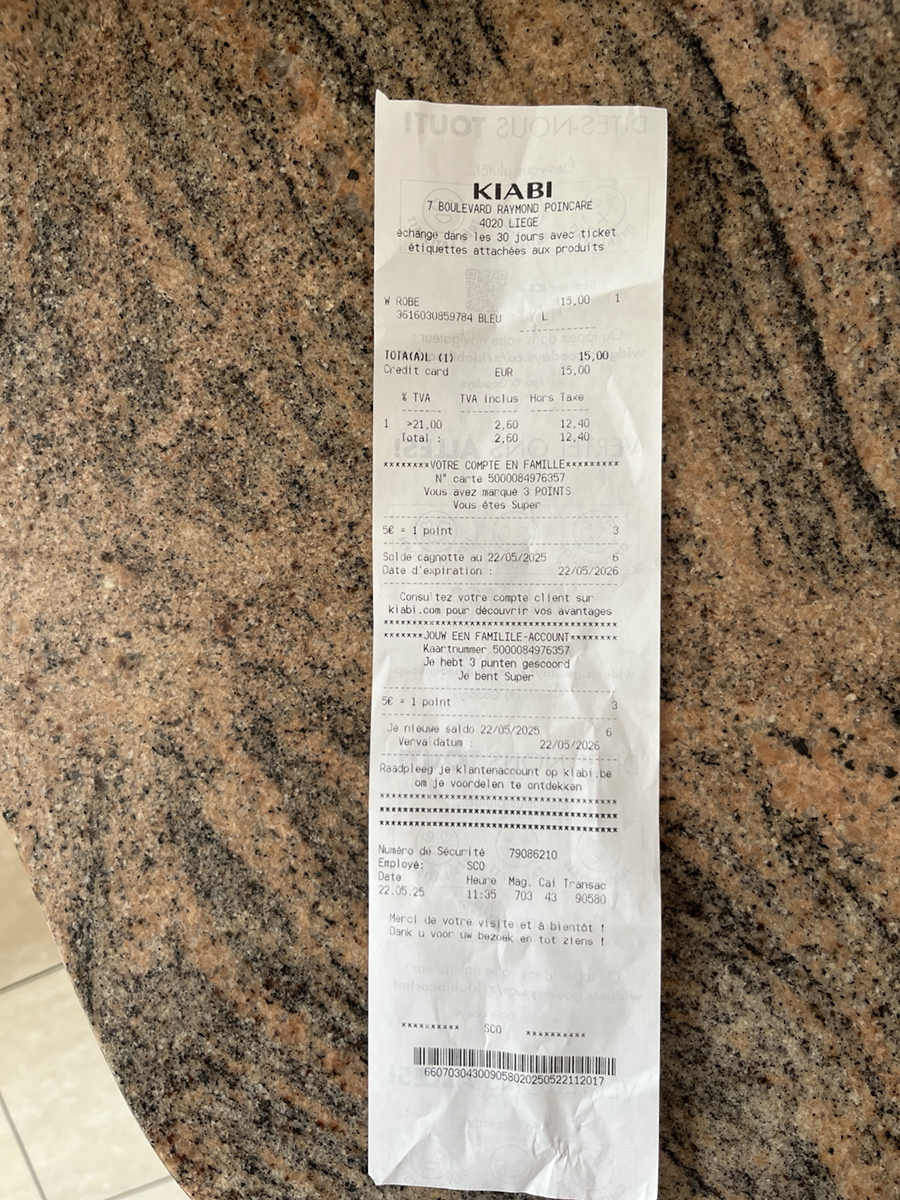 KIABI
7 BOULEVARD RAYMOND POINCARE
4020 LIEGE
échange dans les 30 jours avec ticket
étiquettes attachées aux produits
W ROBE 15,00 1
3616030859784 BLEU L
--------------
TOTA(A)L (1) 15,00
Credit card EUR 15,00
% TVA TVA inclus Hors Taxe
1 >21,00 2,60 12,40
Total : 2,60 12,40
********VOTRE COMPTE EN FAMILLE*********
N° carte 5000084976357
Vous avez marqué 3 POINTS
Vous êtes Super
5€ = 1 point 3
Solde cagnotte au 22/05/2025 6
Date d'expiration : 22/05/2026
Consultez votre compte client sur
kiabi.com pour découvrir vos avantages
*******JOUW EEN FAMILILE-ACCOUNT********
Kaartnummer 5000084976357
Je hebt 3 punten gescoord
Je bent Super
5€ = 1 point 3
Je nieuwe saldo 22/05/2025 6
Vervaldatum : 22/05/2026
Raadpleeg je klantenaccount op kiabi.be
om je voordelen te ontdekken
Numéro de Sécurité 79086210
Employé: SCO
Date Heure Mag. Cai Transac
22.05.25 11:35 703 43 90580
Merci de votre visite et à bientôt !
Dank u voor uw bezoek en tot ziens !
********** SCO **********
660703043009058020250522112017